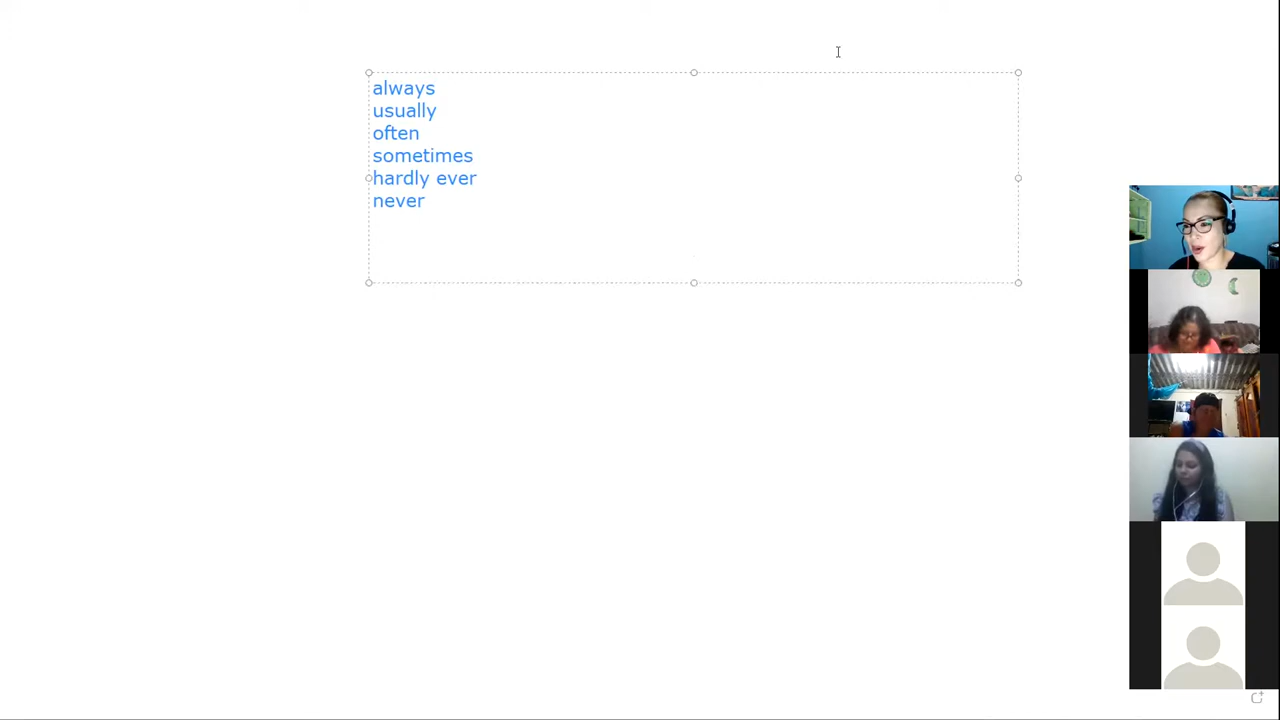 always
usually
often
sometimes
hardly ever
never